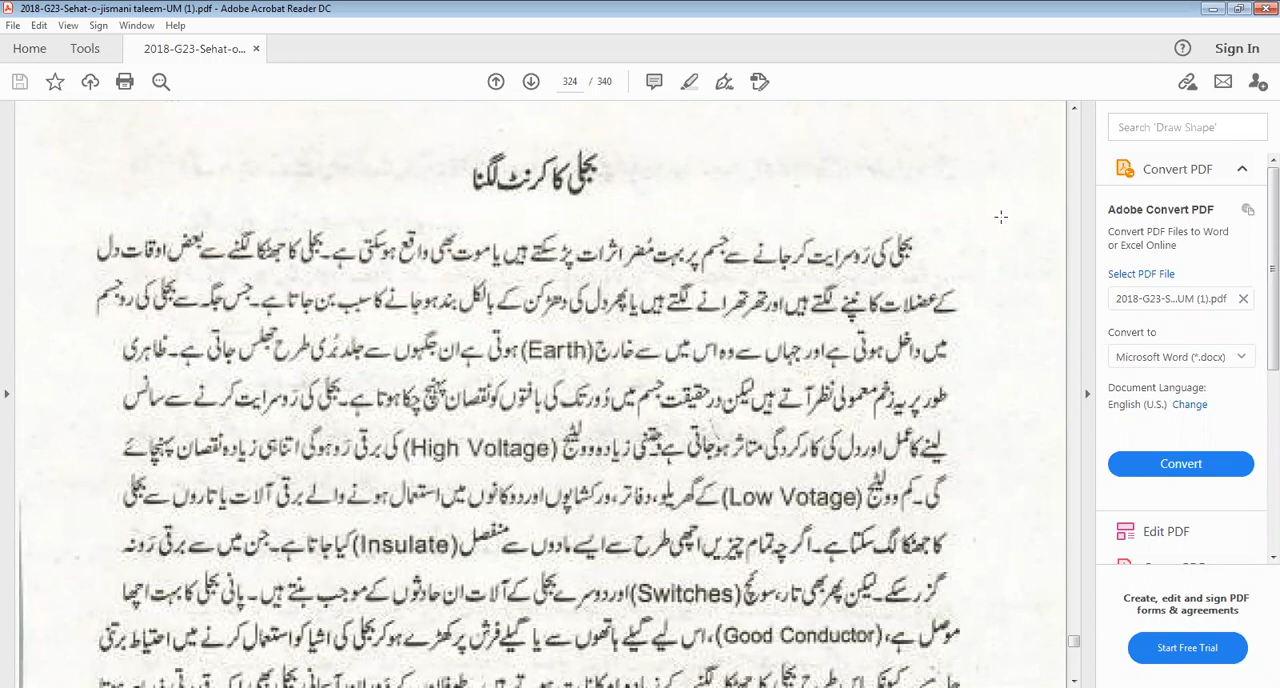 2018-G23-Sehat-o-jismani taleem-UM (1).pdf - Adobe Acrobat Reader DC
File Edit View Sign Window Help
Home Tools 2018-G23-Sehat-o... × Sign In
324 / 340
Search 'Draw Shape'
Convert PDF
Adobe Convert PDF
Convert PDF Files to Word
or Excel Online
Select PDF File
2018-G23-S...UM (1).pdf
Convert to
Microsoft Word (*.docx)
Document Language:
English (U.S.) Change
Convert
Edit PDF
Create, edit and sign PDF
forms & agreements
Start Free Trial
بجلی کا کرنٹ لگنا
بجلی کی رَو سرایت کر جانے سے جسم پر بہت مُضر اثرات پڑ سکتے ہیں یا موت بھی واقع ہو سکتی ہے۔ بجلی کا جھٹکا لگنے سے بعض اوقات دل
کے عضلات کانپنے لگتے ہیں اور تھر تھرانے لگتے ہیں یا پھر دل کی دھڑکن کے بالکل بند ہو جانے کا سبب بن جاتا ہے۔ جس جگہ سے بجلی کی رو جسم
میں داخل ہوتی ہے اور جہاں سے وہ اس میں سے خارج (Earth) ہوتی ہے ان جگہوں سے جلد بُری طرح جھلس جاتی ہے۔ ظاہری
طور پر یہ زخم معمولی نظر آتے ہیں لیکن درحقیقت جسم میں دُور تک کی بافتوں کو نقصان پہنچ چکا ہوتا ہے۔ بجلی کی رَو سرایت کرنے سے سانس
لینے کا عمل اور دل کی کارکردگی متاثر ہو جاتی ہے جتنی زیادہ وولٹیج (High Voltage) کی برقی رَو ہوگی اتنا ہی زیادہ نقصان پہنچائے
گی۔ کم وولٹیج (Low Votage) کے گھریلو، دفاتر، ورکشاپوں اور دوکانوں میں استعمال ہونے والے برقی آلات یا تاروں سے بجلی
کا جھٹکا لگ سکتا ہے۔ اگرچہ تمام چیزیں اچھی طرح سے ایسے مادوں سے منفصل (Insulate) کیا جاتا ہے۔ جن میں سے برقی رَو نہ
گزر سکے۔ لیکن پھر بھی تار، سوئچ (Switches) اور دوسرے بجلی کے آلات ان حادثوں کے موجب بنتے ہیں۔ پانی بجلی کا بہت اچھا
موصل ہے، (Good Conductor)، اس لیے گیلے ہاتھوں سے یا گیلے فرش پر کھڑے ہو کر بجلی کی اشیا کو استعمال کرنے میں احتیاط برتنی